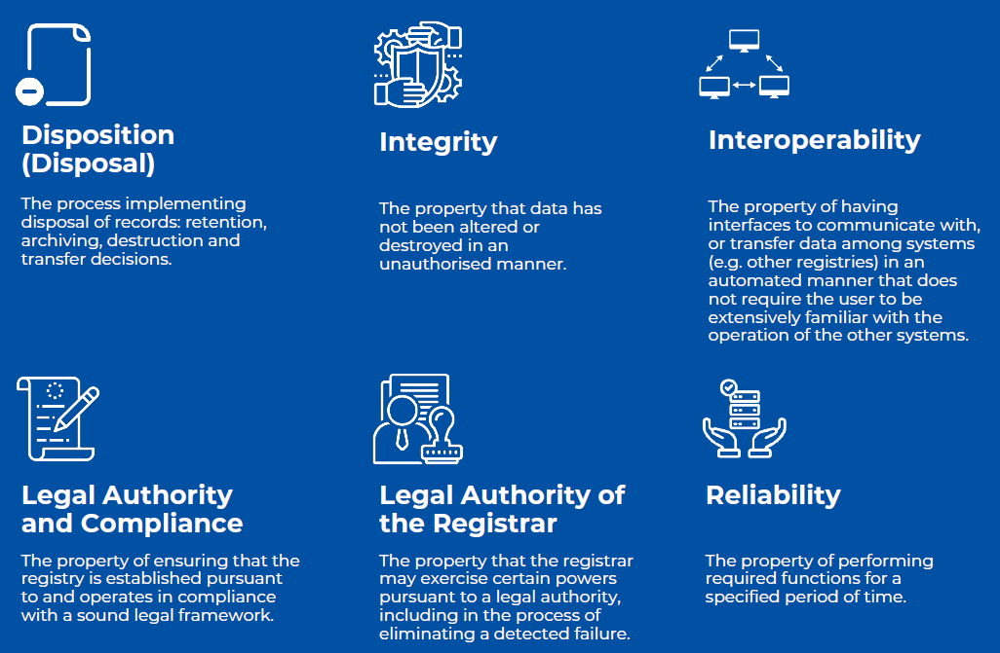 Disposition
(Disposal)
The process implementing
disposal of records: retention,
archiving, destruction and
transfer decisions.
Integrity
The property that data has
not been altered or
destroyed in an
unauthorised manner.
Interoperability
The property of having
interfaces to communicate with,
or transfer data among systems
(e.g. other registries) in an
automated manner that does
not require the user to be
extensively familiar with the
operation of the other systems.
Legal Authority
and Compliance
The property of ensuring that the
registry is established pursuant
to and operates in compliance
with a sound legal framework.
Legal Authority of
the Registrar
The property that the registrar
may exercise certain powers
pursuant to a legal authority,
including in the process of
eliminating a detected failure.
Reliability
The property of performing
required functions for a
specified period of time.